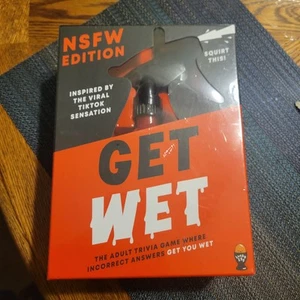 NSFW
EDITION
SQUIRT
THIS!
INSPIRED BY
THE VIRAL
TIKTOK
SENSATION
GET
WET
THE ADULT TRIVIA GAME WHERE
INCORRECT ANSWERS GET YOU WET